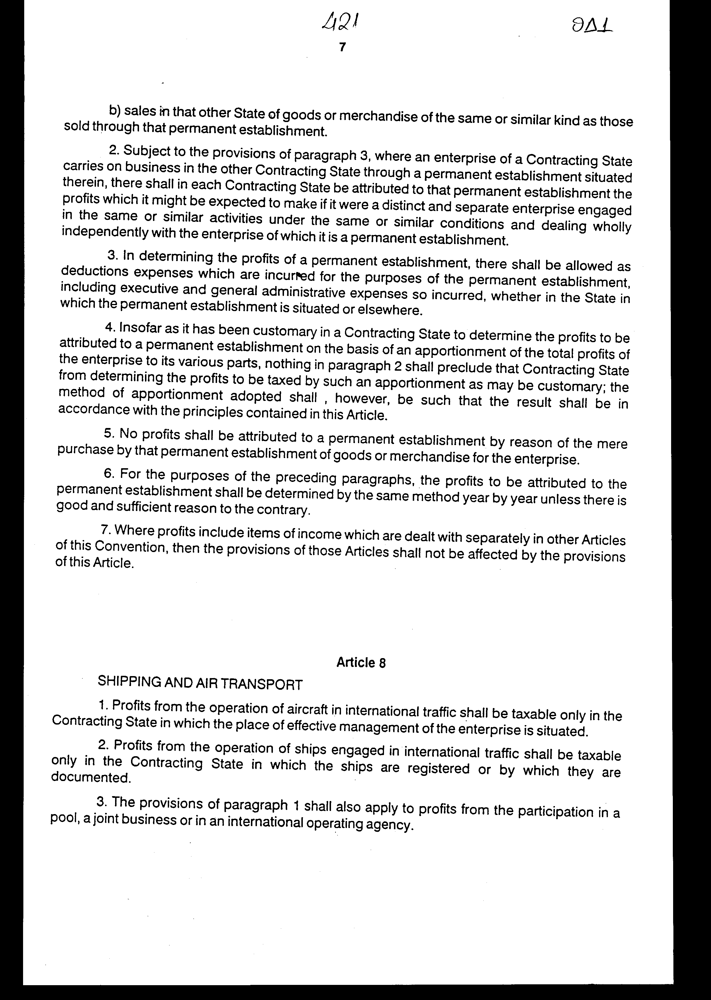 421
ΘΔΤ
7
b) sales in that other State of goods or merchandise of the same or similar kind as those
sold through that permanent establishment.
2. Subject to the provisions of paragraph 3, where an enterprise of a Contracting State
carries on business in the other Contracting State through a permanent establishment situated
therein, there shall in each Contracting State be attributed to that permanent establishment the
profits which it might be expected to make if it were a distinct and separate enterprise engaged
in the same or similar activities under the same or similar conditions and dealing wholly
independently with the enterprise of which it is a permanent establishment.
3. In determining the profits of a permanent establishment, there shall be allowed as
deductions expenses which are incurred for the purposes of the permanent establishment,
including executive and general administrative expenses so incurred, whether in the State in
which the permanent establishment is situated or elsewhere.
4. Insofar as it has been customary in a Contracting State to determine the profits to be
attributed to a permanent establishment on the basis of an apportionment of the total profits of
the enterprise to its various parts, nothing in paragraph 2 shall preclude that Contracting State
from determining the profits to be taxed by such an apportionment as may be customary; the
method of apportionment adopted shall , however, be such that the result shall be in
accordance with the principles contained in this Article.
5. No profits shall be attributed to a permanent establishment by reason of the mere
purchase by that permanent establishment of goods or merchandise for the enterprise.
6. For the purposes of the preceding paragraphs, the profits to be attributed to the
permanent establishment shall be determined by the same method year by year unless there is
good and sufficient reason to the contrary.
7. Where profits include items of income which are dealt with separately in other Articles
of this Convention, then the provisions of those Articles shall not be affected by the provisions
of this Article.
Article 8
SHIPPING AND AIR TRANSPORT
1. Profits from the operation of aircraft in international traffic shall be taxable only in the
Contracting State in which the place of effective management of the enterprise is situated.
2. Profits from the operation of ships engaged in international traffic shall be taxable
only in the Contracting State in which the ships are registered or by which they are
documented.
3. The provisions of paragraph 1 shall also apply to profits from the participation in a
pool, a joint business or in an international operating agency.